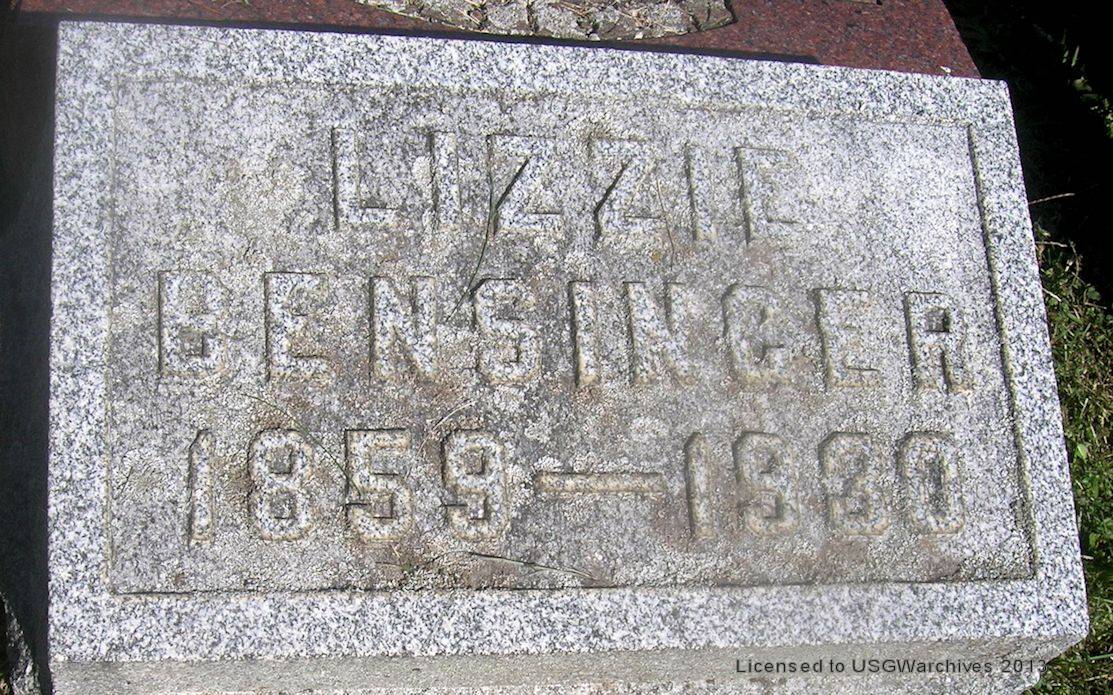 LIZZIE
BENSINGER
1859—1930
Licensed to USGWarchives 2013